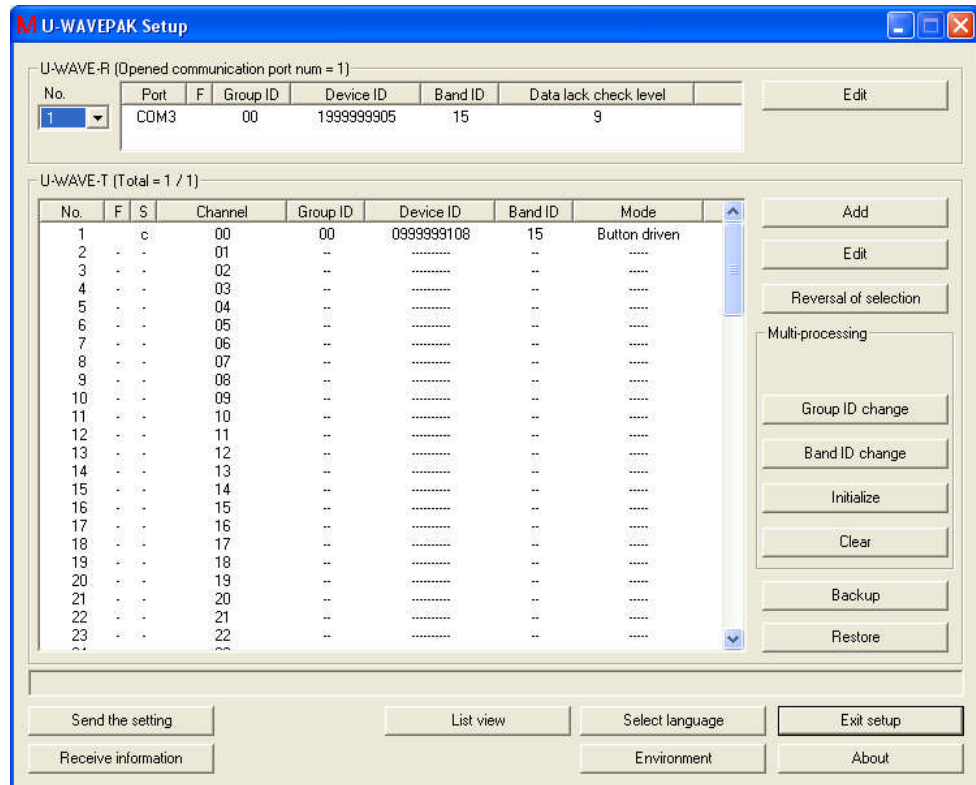 M U-WAVEPAK Setup
U-WAVE-R (Opened communication port num = 1)
No. Port F Group ID Device ID Band ID Data lack check level Edit
1 COM3 00 1999999905 15 9
U-WAVE-T (Total = 1 / 1)
No. F S Channel Group ID Device ID Band ID Mode Add
1 c 00 00 0999999108 15 Button driven
2 - - 01 -- ---------- -- ----- Edit
3 - - 02 -- ---------- -- -----
4 - - 03 -- ---------- -- -----
5 - - 04 -- ---------- -- ----- Reversal of selection
6 - - 05 -- ---------- -- -----
7 - - 06 -- ---------- -- ----- Multi-processing
8 - - 07 -- ---------- -- -----
9 - - 08 -- ---------- -- -----
10 - - 09 -- ---------- -- -----
11 - - 10 -- ---------- -- ----- Group ID change
12 - - 11 -- ---------- -- -----
13 - - 12 -- ---------- -- ----- Band ID change
14 - - 13 -- ---------- -- -----
15 - - 14 -- ---------- -- -----
16 - - 15 -- ---------- -- ----- Initialize
17 - - 16 -- ---------- -- -----
18 - - 17 -- ---------- -- ----- Clear
19 - - 18 -- ---------- -- -----
20 - - 19 -- ---------- -- -----
21 - - 20 -- ---------- -- ----- Backup
22 - - 21 -- ---------- -- -----
23 - - 22 -- ---------- -- ----- Restore
Send the setting List view Select language Exit setup
Receive information Environment About